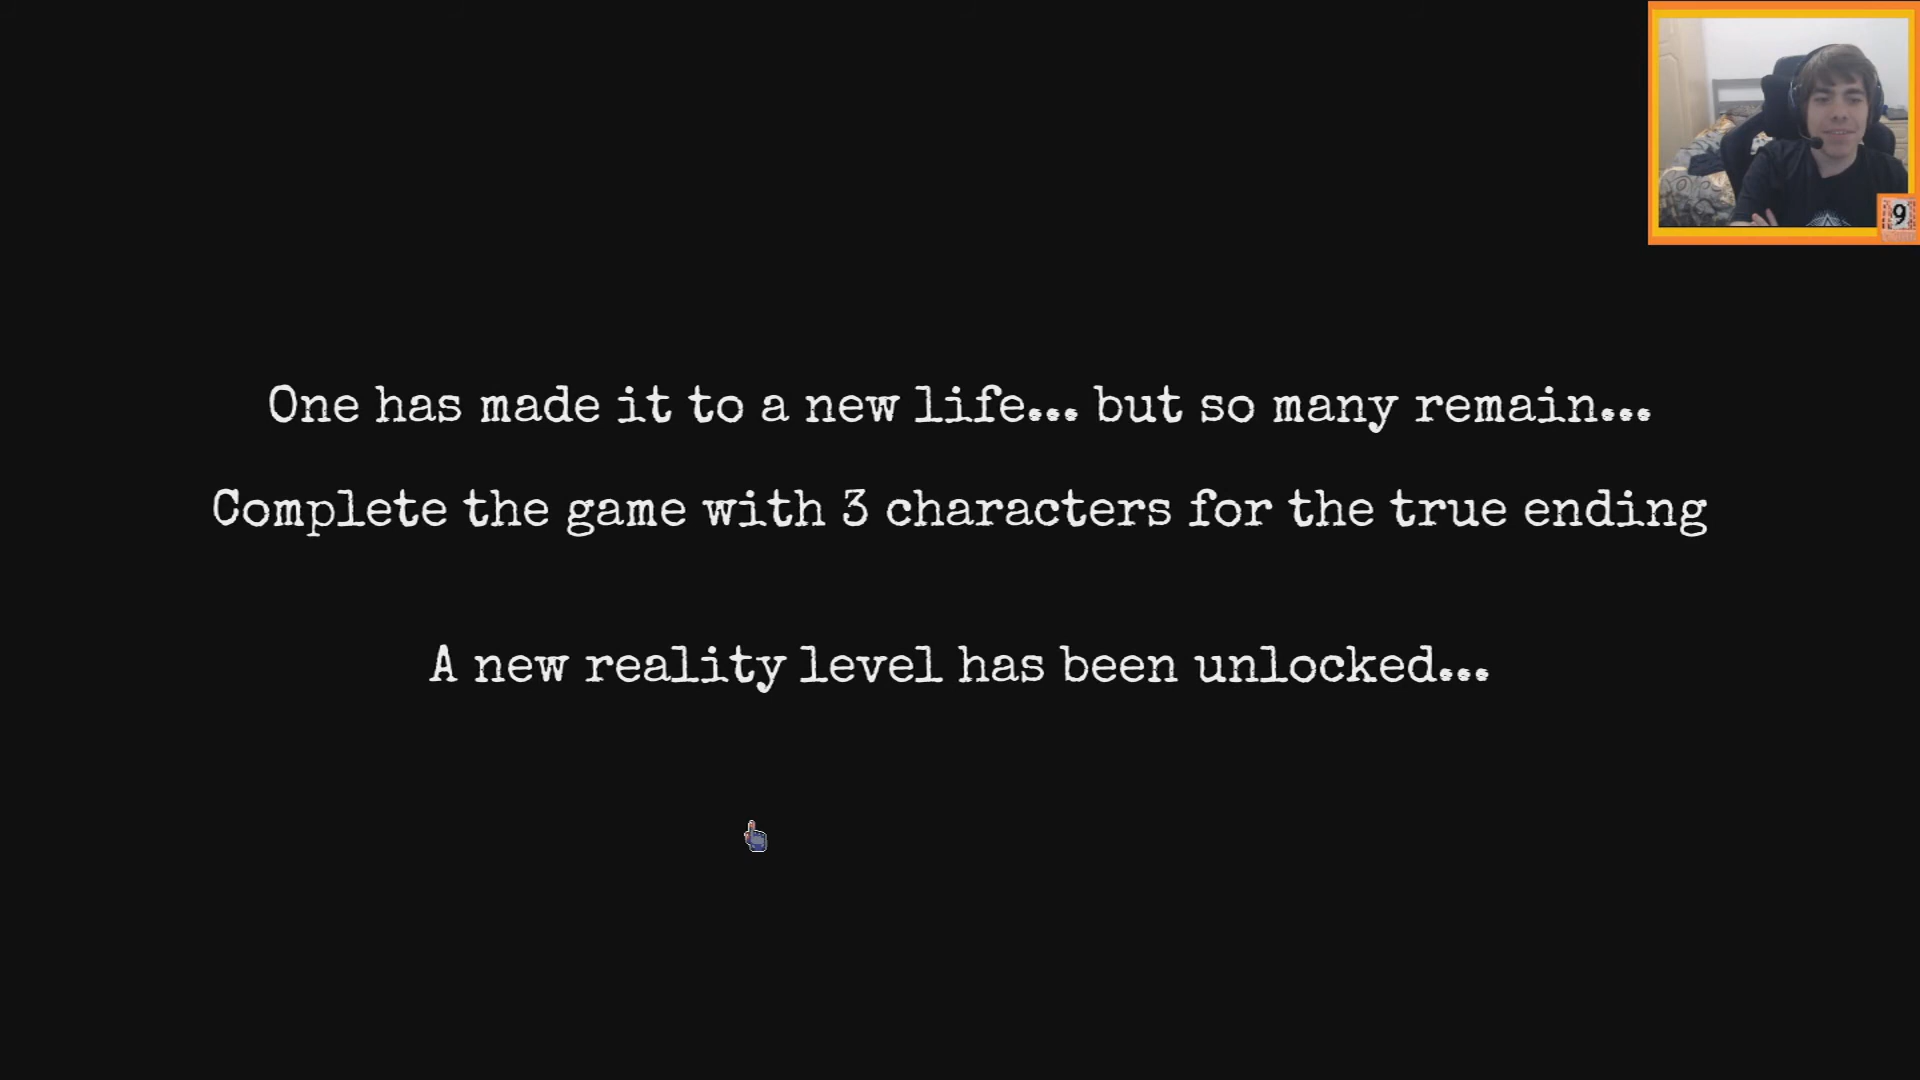 One has made it to a new life... but so many remain...
Complete the game with 3 characters for the true ending
A new reality level has been unlocked...
9